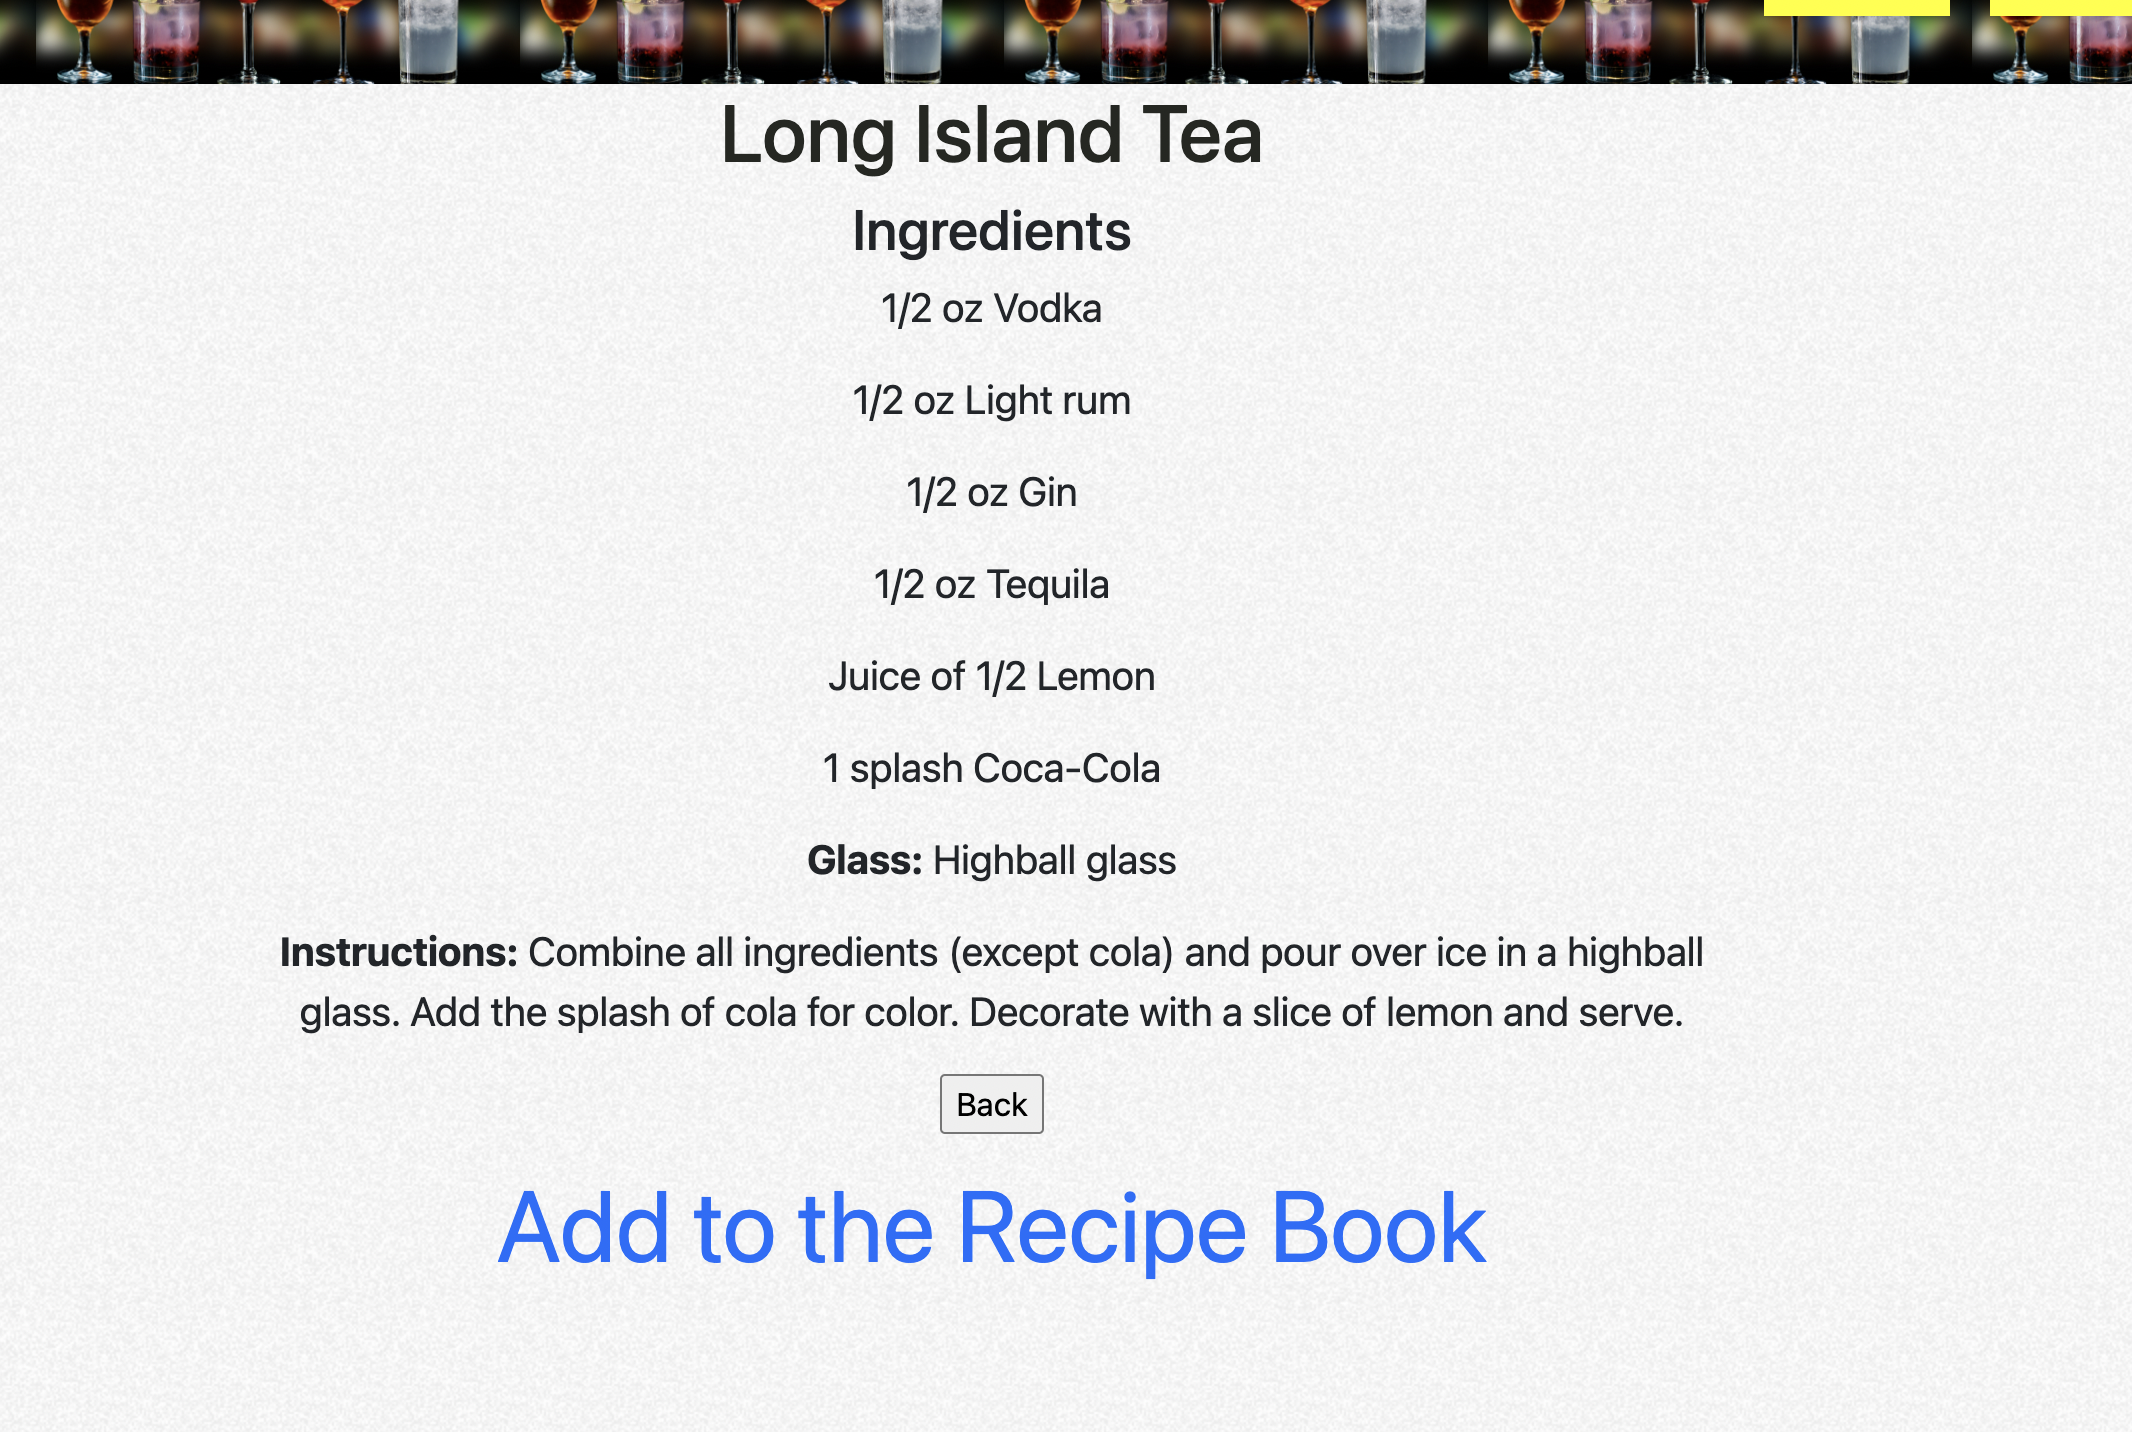 Long Island Tea
Ingredients
1/2 oz Vodka
1/2 oz Light rum
1/2 oz Gin
1/2 oz Tequila
Juice of 1/2 Lemon
1 splash Coca-Cola
Glass: Highball glass
Instructions: Combine all ingredients (except cola) and pour over ice in a highball
glass. Add the splash of cola for color. Decorate with a slice of lemon and serve.
Back
Add to the Recipe Book